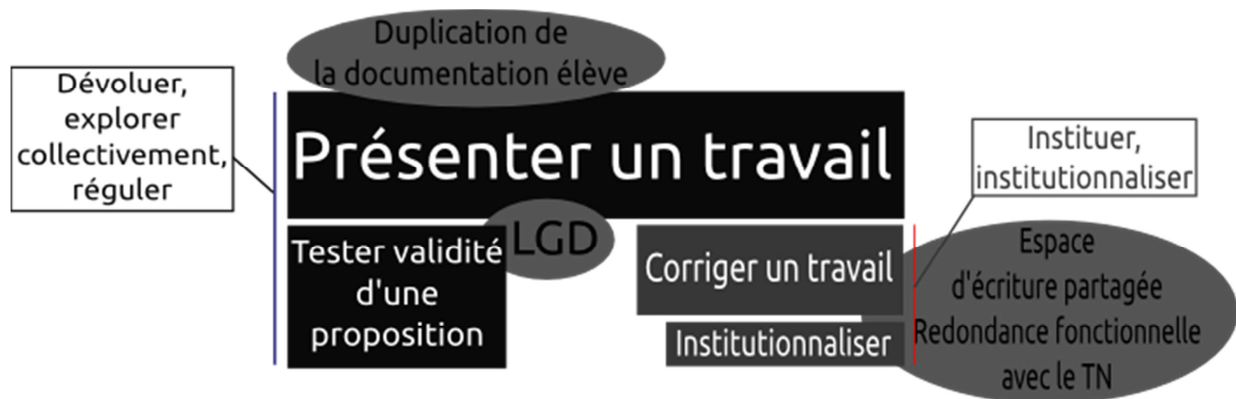 Duplication de
la documentation élève
Dévoluer,
explorer
collectivement,
réguler
Présenter un travail
Instituer,
institutionnaliser
LGD
Tester validité
d'une
proposition
Corriger un travail
Institutionnaliser
Espace
d'écriture partagée
Redondance fonctionnelle
avec le TN